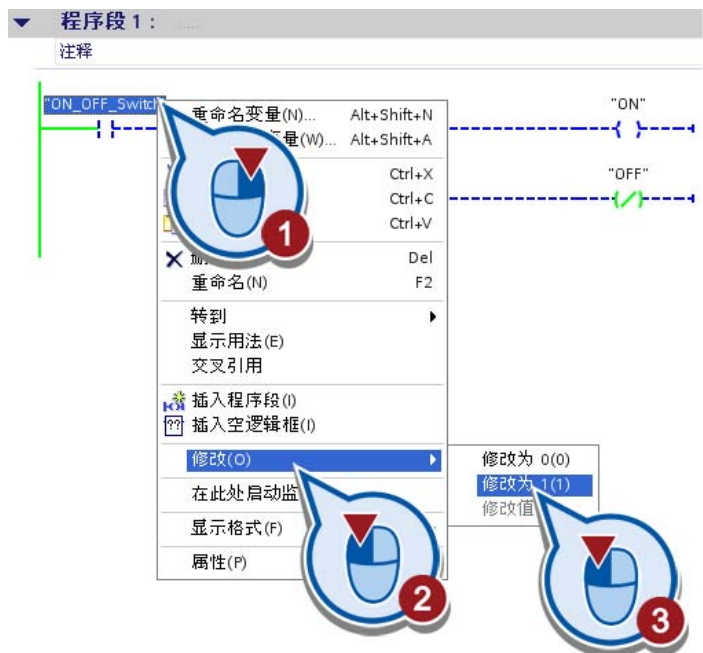 程序段 1：
注释
"ON_OFF_Switch" "ON"
重命名变量(N)... Alt+Shift+N
量(W)... Alt+Shift+A
Ctrl+X "OFF"
Ctrl+C
Ctrl+V
1
Del
重命名(N) F2
转到
显示用法(E)
交叉引用
插入程序段(I)
?? 插入空逻辑框(I)
修改(O) 修改为 0(0)
修改为 1(1)
在此处启动监
修改值
显示格式(F)
属性(P)
2
3